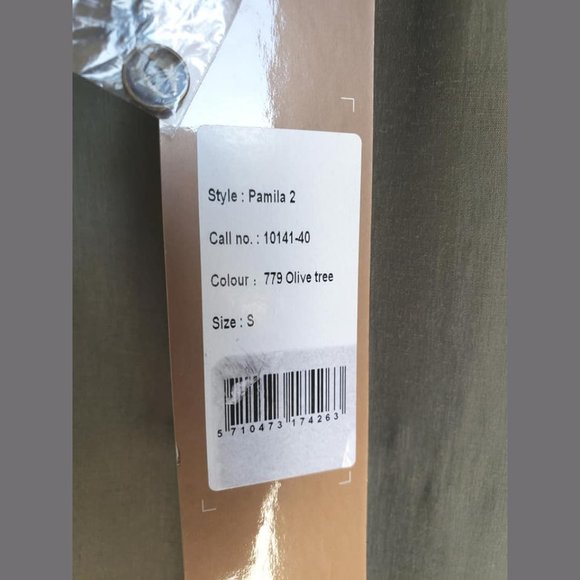 Style : Pamila 2
Call no. : 10141-40
Colour : 779 Olive tree
Size : S
5 710473 174263